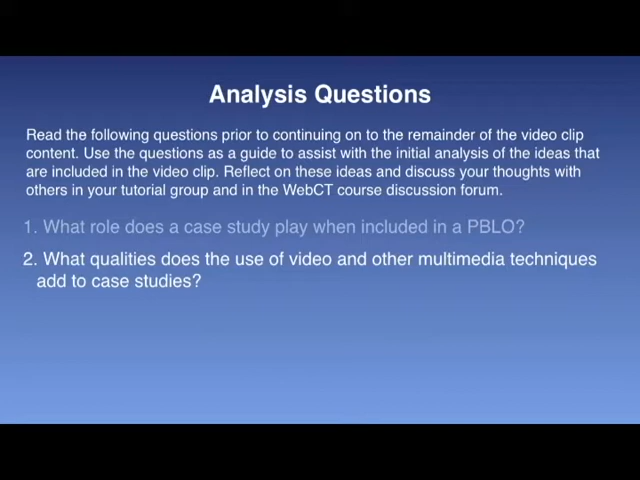 Analysis Questions
Read the following questions prior to continuing on to the remainder of the video clip
content. Use the questions as a guide to assist with the initial analysis of the ideas that
are included in the video clip. Reflect on these ideas and discuss your thoughts with
others in your tutorial group and in the WebCT course discussion forum.
1. What role does a case study play when included in a PBLO?
2. What qualities does the use of video and other multimedia techniques
add to case studies?